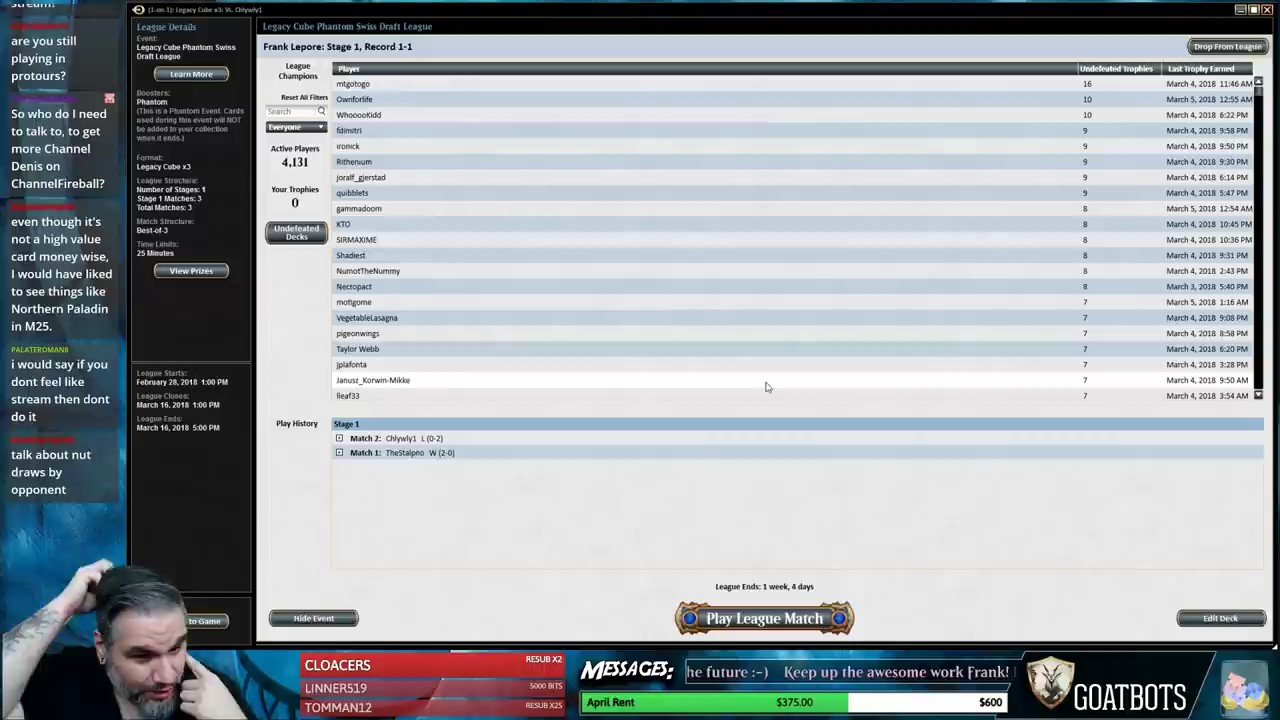 stream.
are you still
playing in
protours?
So who do I need
to talk to, to get
more Channel
Denis on
ChannelFireball?
even though it's
not a high value
card money wise,
I would have liked
to see things like
Northern Paladin
in M25.
PALATEROMAN8
i would say if you
dont feel like
stream then dont
do it
talk about nut
draws by
opponent
(1-on-1): Legacy Cube x3: Vs. Chlywly1
League Details
Event:
Legacy Cube Phantom Swiss
Draft League
Learn More
Boosters:
Phantom
(This is a Phantom Event. Cards
used during this event will NOT
be added to your collection
when it ends.)
Format:
Legacy Cube x3
League Structure:
Number of Stages: 1
Stage 1 Matches: 3
Total Matches: 3
Match Structure:
Best-of-3
Time Limits:
25 Minutes
View Prizes
League Starts:
February 28, 2018 1:00 PM
League Closes:
March 16, 2018 1:00 PM
League Ends:
March 16, 2018 5:00 PM
to Game
Legacy Cube Phantom Swiss Draft League
Frank Lepore: Stage 1, Record 1-1
Drop From League
League
Champions
Reset All Filters
Search
Everyone
Active Players
4,131
Your Trophies
0
Undefeated
Decks
Player Undefeated Trophies Last Trophy Earned
mtgotogo 16 March 4, 2018 11:46 AM
Ownforlife 10 March 5, 2018 12:55 AM
WhooooKidd 10 March 4, 2018 6:22 PM
fdimitri 9 March 4, 2018 9:58 PM
ironick 9 March 4, 2018 9:50 PM
Rithenium 9 March 4, 2018 9:30 PM
joralf_gjerstad 9 March 4, 2018 6:14 PM
quibblets 9 March 4, 2018 5:47 PM
gammadoom 8 March 5, 2018 12:54 AM
KTO 8 March 4, 2018 10:45 PM
SIRMAXIME 8 March 4, 2018 10:36 PM
Shadiest 8 March 4, 2018 9:31 PM
NumotTheNummy 8 March 4, 2018 2:43 PM
Necropact 8 March 3, 2018 5:40 PM
motigome 7 March 5, 2018 1:16 AM
VegetableLasagna 7 March 4, 2018 9:08 PM
pigeonwings 7 March 4, 2018 8:58 PM
Taylor Webb 7 March 4, 2018 6:20 PM
jplafonta 7 March 4, 2018 3:28 PM
Janusz_Korwin-Mikke 7 March 4, 2018 9:50 AM
lleaf33 7 March 4, 2018 3:54 AM
Play History
Stage 1
Match 2: Chlywly1 L (0-2)
Match 1: TheStalpno W (2-0)
League Ends: 1 week, 4 days
Hide Event
Play League Match
Edit Deck
CLOACERS RESUB X2
LINNER519 5000 BITS
TOMMAN12 RESUB X25
MESSAGES: he future :-) Keep up the awesome work Frank!
April Rent $375.00 $600
GOATBOTS